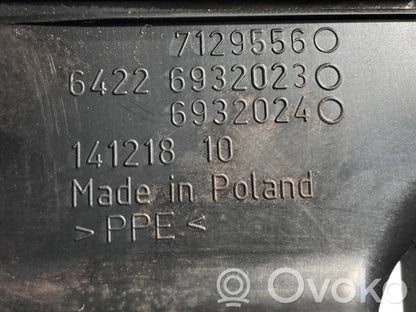 7129556○
6422 6932023○
6932024○
141218 10
Made in Poland
> PPE <
Ovoko